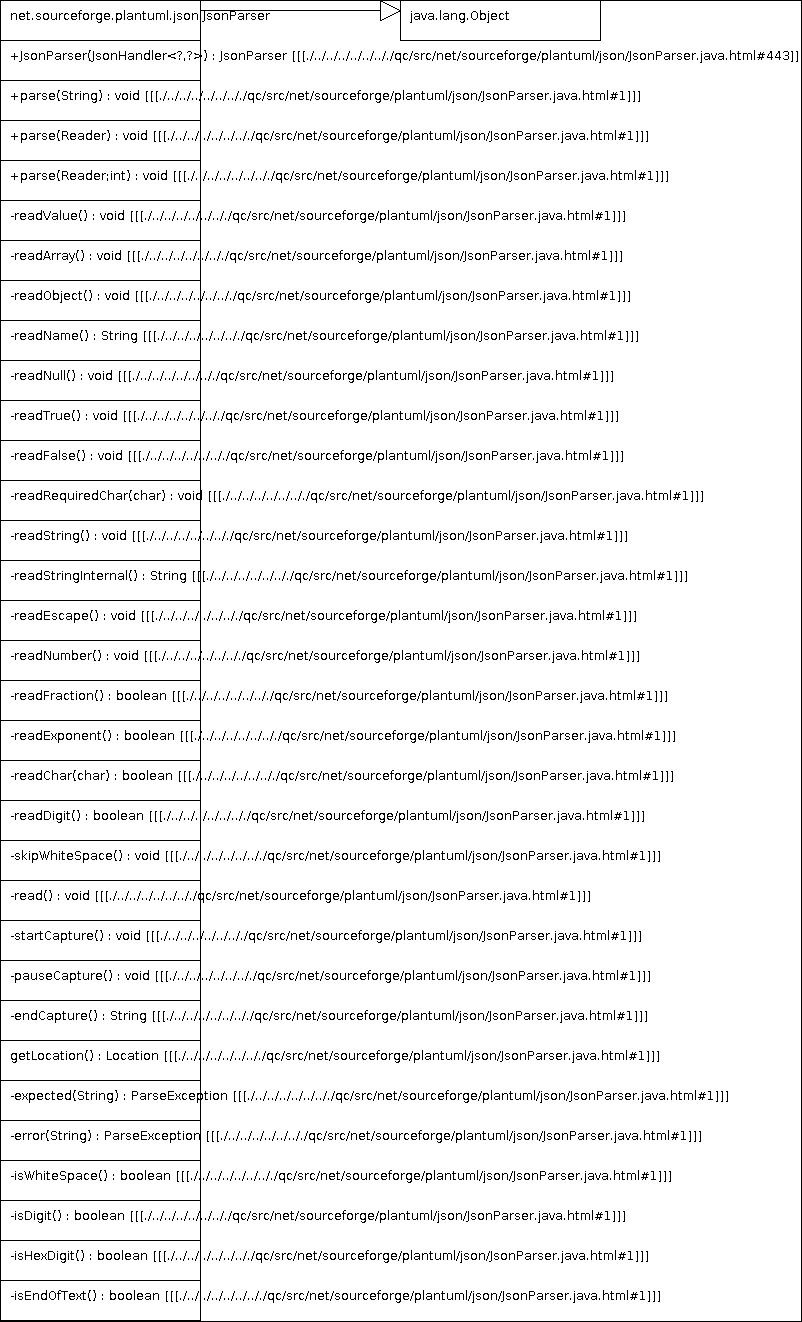 net.sourceforge.plantuml.json.JsonParser
java.lang.Object
+JsonParser(JsonHandler<?,?>) : JsonParser [[[./../../../../../../../qc/src/net/sourceforge/plantuml/json/JsonParser.java.html#443]]]
+parse(String) : void [[[./../../../../../../../qc/src/net/sourceforge/plantuml/json/JsonParser.java.html#1]]]
+parse(Reader) : void [[[./../../../../../../../qc/src/net/sourceforge/plantuml/json/JsonParser.java.html#1]]]
+parse(Reader;int) : void [[[./../../../../../../../qc/src/net/sourceforge/plantuml/json/JsonParser.java.html#1]]]
-readValue() : void [[[./../../../../../../../qc/src/net/sourceforge/plantuml/json/JsonParser.java.html#1]]]
-readArray() : void [[[./../../../../../../../qc/src/net/sourceforge/plantuml/json/JsonParser.java.html#1]]]
-readObject() : void [[[./../../../../../../../qc/src/net/sourceforge/plantuml/json/JsonParser.java.html#1]]]
-readName() : String [[[./../../../../../../../qc/src/net/sourceforge/plantuml/json/JsonParser.java.html#1]]]
-readNull() : void [[[./../../../../../../../qc/src/net/sourceforge/plantuml/json/JsonParser.java.html#1]]]
-readTrue() : void [[[./../../../../../../../qc/src/net/sourceforge/plantuml/json/JsonParser.java.html#1]]]
-readFalse() : void [[[./../../../../../../../qc/src/net/sourceforge/plantuml/json/JsonParser.java.html#1]]]
-readRequiredChar(char) : void [[[./../../../../../../../qc/src/net/sourceforge/plantuml/json/JsonParser.java.html#1]]]
-readString() : void [[[./../../../../../../../qc/src/net/sourceforge/plantuml/json/JsonParser.java.html#1]]]
-readStringInternal() : String [[[./../../../../../../../qc/src/net/sourceforge/plantuml/json/JsonParser.java.html#1]]]
-readEscape() : void [[[./../../../../../../../qc/src/net/sourceforge/plantuml/json/JsonParser.java.html#1]]]
-readNumber() : void [[[./../../../../../../../qc/src/net/sourceforge/plantuml/json/JsonParser.java.html#1]]]
-readFraction() : boolean [[[./../../../../../../../qc/src/net/sourceforge/plantuml/json/JsonParser.java.html#1]]]
-readExponent() : boolean [[[./../../../../../../../qc/src/net/sourceforge/plantuml/json/JsonParser.java.html#1]]]
-readChar(char) : boolean [[[./../../../../../../../qc/src/net/sourceforge/plantuml/json/JsonParser.java.html#1]]]
-readDigit() : boolean [[[./../../../../../../../qc/src/net/sourceforge/plantuml/json/JsonParser.java.html#1]]]
-skipWhiteSpace() : void [[[./../../../../../../../qc/src/net/sourceforge/plantuml/json/JsonParser.java.html#1]]]
-read() : void [[[./../../../../../../../qc/src/net/sourceforge/plantuml/json/JsonParser.java.html#1]]]
-startCapture() : void [[[./../../../../../../../qc/src/net/sourceforge/plantuml/json/JsonParser.java.html#1]]]
-pauseCapture() : void [[[./../../../../../../../qc/src/net/sourceforge/plantuml/json/JsonParser.java.html#1]]]
-endCapture() : String [[[./../../../../../../../qc/src/net/sourceforge/plantuml/json/JsonParser.java.html#1]]]
getLocation() : Location [[[./../../../../../../../qc/src/net/sourceforge/plantuml/json/JsonParser.java.html#1]]]
-expected(String) : ParseException [[[./../../../../../../../qc/src/net/sourceforge/plantuml/json/JsonParser.java.html#1]]]
-error(String) : ParseException [[[./../../../../../../../qc/src/net/sourceforge/plantuml/json/JsonParser.java.html#1]]]
-isWhiteSpace() : boolean [[[./../../../../../../../qc/src/net/sourceforge/plantuml/json/JsonParser.java.html#1]]]
-isDigit() : boolean [[[./../../../../../../../qc/src/net/sourceforge/plantuml/json/JsonParser.java.html#1]]]
-isHexDigit() : boolean [[[./../../../../../../../qc/src/net/sourceforge/plantuml/json/JsonParser.java.html#1]]]
-isEndOfText() : boolean [[[./../../../../../../../qc/src/net/sourceforge/plantuml/json/JsonParser.java.html#1]]]